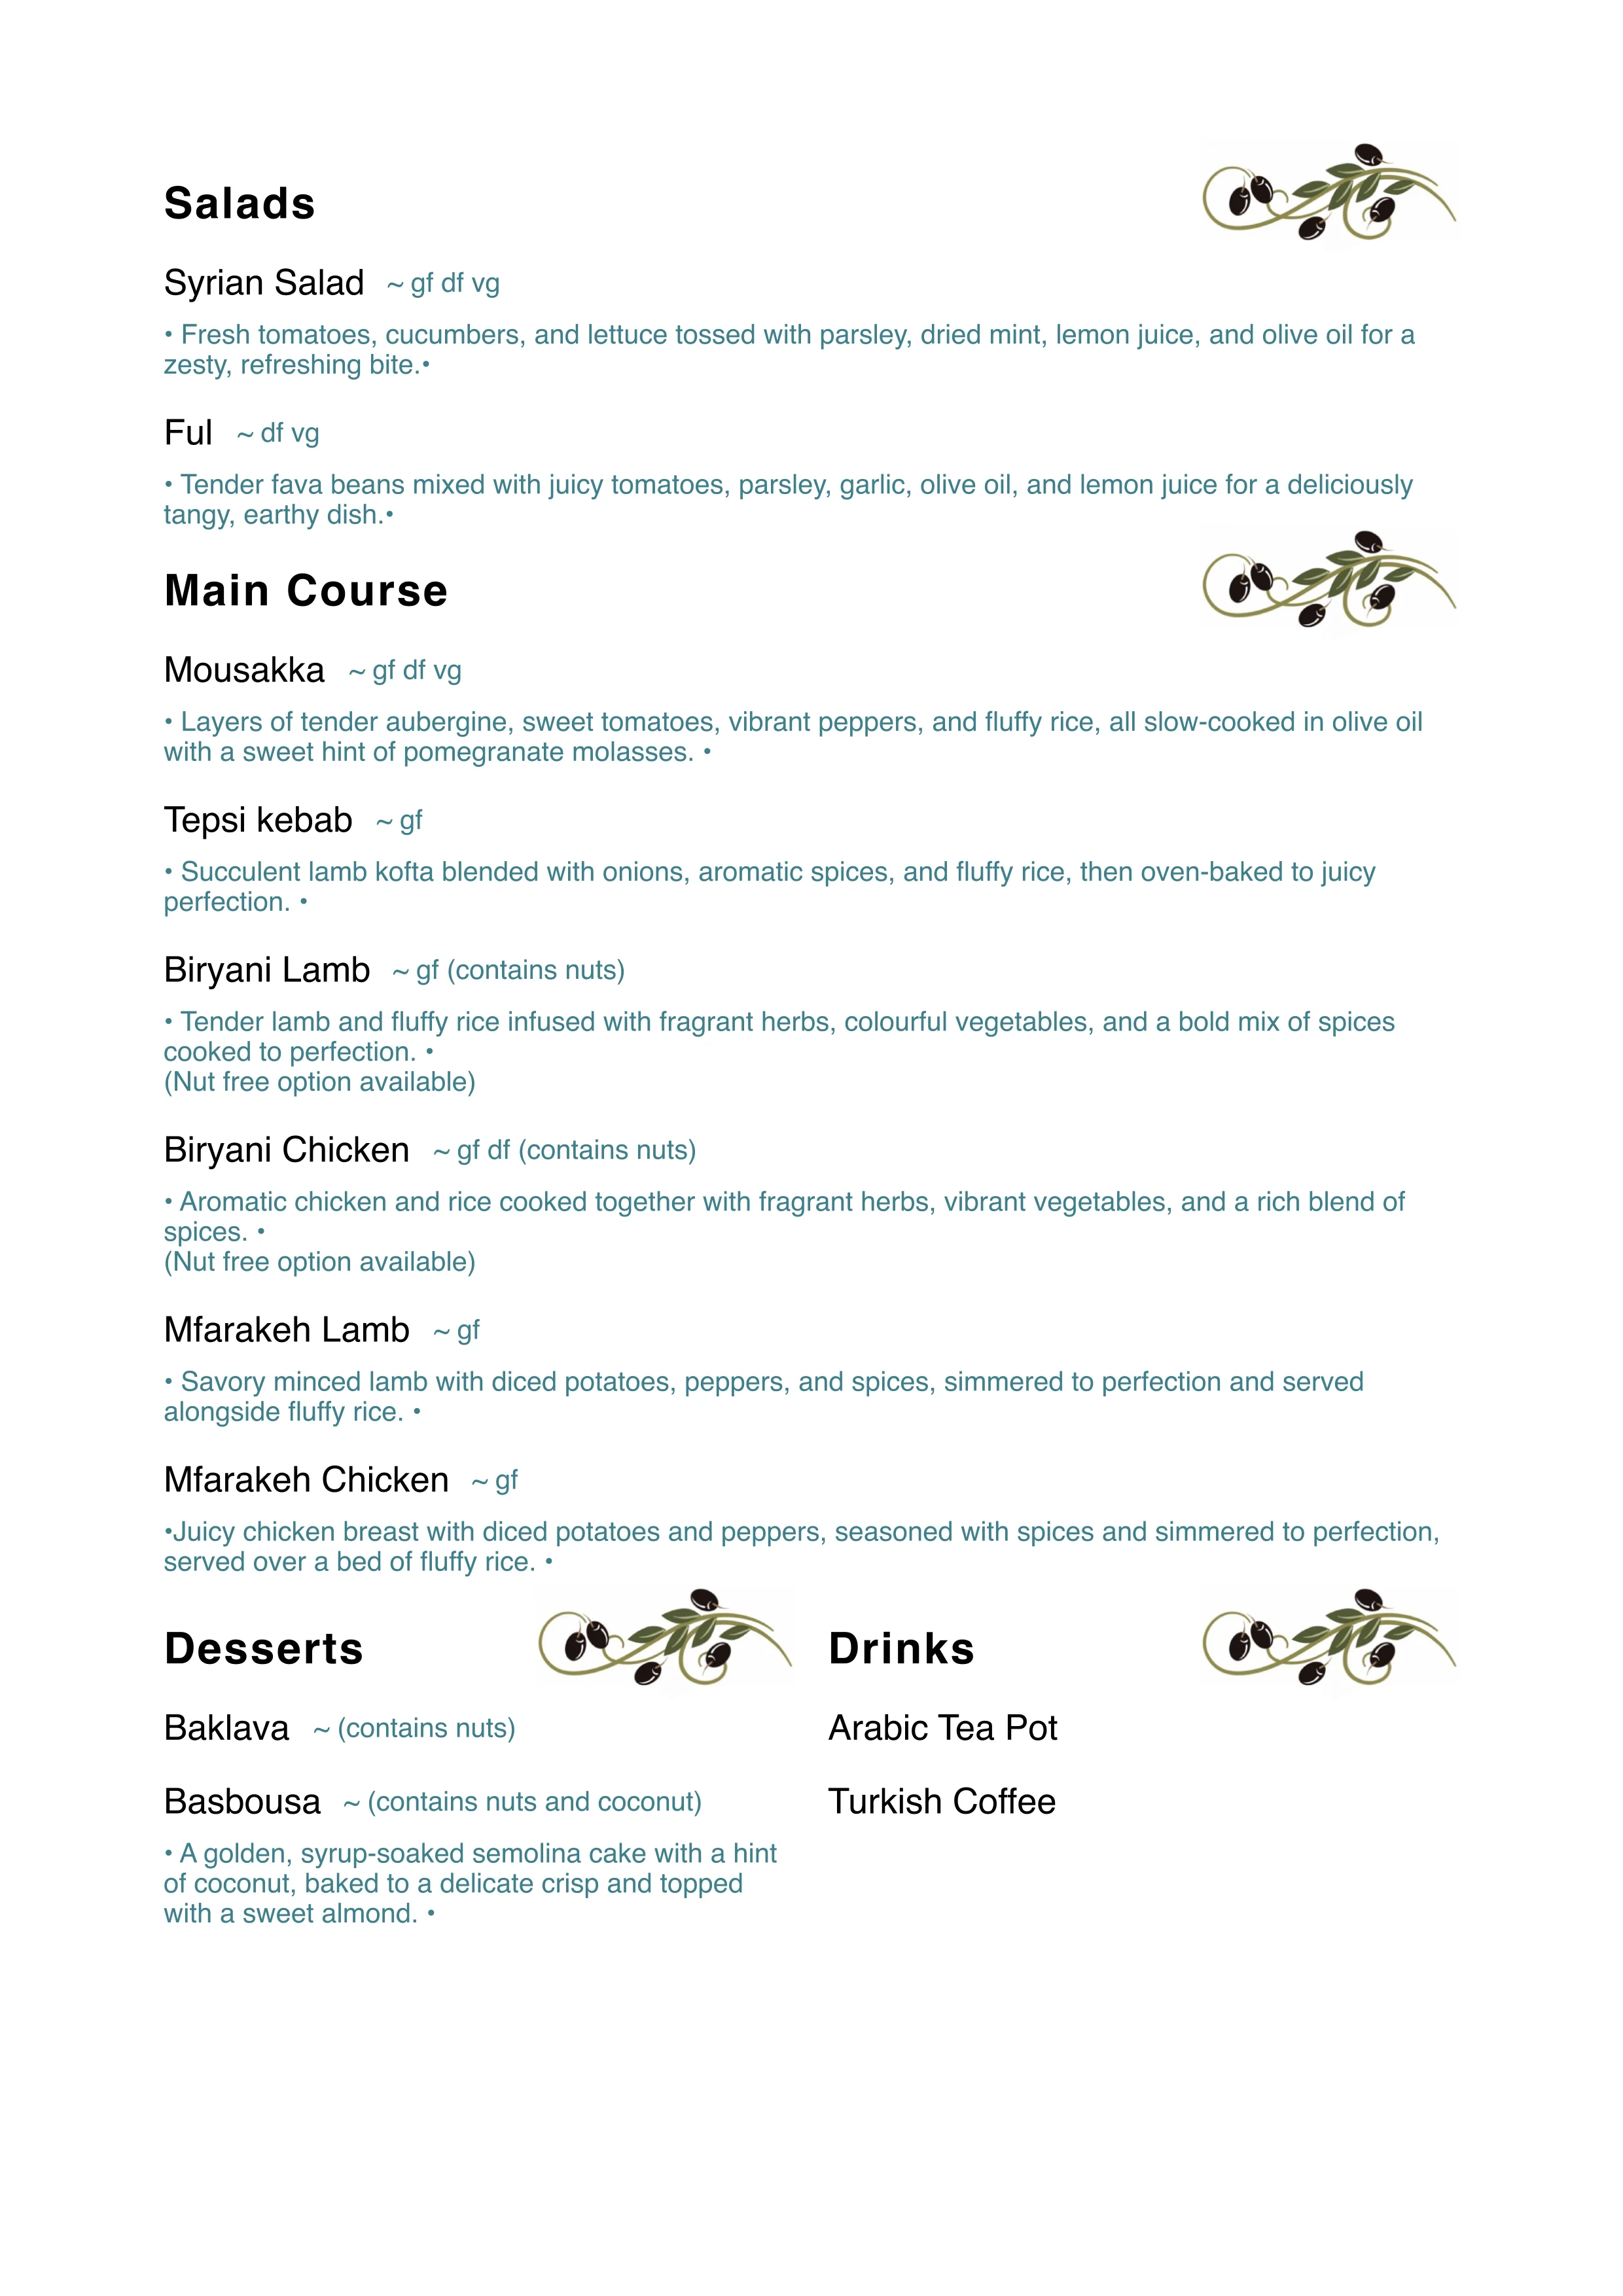 Salads
Syrian Salad ~ gf df vg
• Fresh tomatoes, cucumbers, and lettuce tossed with parsley, dried mint, lemon juice, and olive oil for a
zesty, refreshing bite.•
Ful ~ df vg
• Tender fava beans mixed with juicy tomatoes, parsley, garlic, olive oil, and lemon juice for a deliciously
tangy, earthy dish.•
Main Course
Mousakka ~ gf df vg
• Layers of tender aubergine, sweet tomatoes, vibrant peppers, and fluffy rice, all slow-cooked in olive oil
with a sweet hint of pomegranate molasses. •
Tepsi kebab ~ gf
• Succulent lamb kofta blended with onions, aromatic spices, and fluffy rice, then oven-baked to juicy
perfection. •
Biryani Lamb ~ gf (contains nuts)
• Tender lamb and fluffy rice infused with fragrant herbs, colourful vegetables, and a bold mix of spices
cooked to perfection. •
(Nut free option available)
Biryani Chicken ~ gf df (contains nuts)
• Aromatic chicken and rice cooked together with fragrant herbs, vibrant vegetables, and a rich blend of
spices. •
(Nut free option available)
Mfarakeh Lamb ~ gf
• Savory minced lamb with diced potatoes, peppers, and spices, simmered to perfection and served
alongside fluffy rice. •
Mfarakeh Chicken ~ gf
•Juicy chicken breast with diced potatoes and peppers, seasoned with spices and simmered to perfection,
served over a bed of fluffy rice. •
Desserts
Baklava ~ (contains nuts)
Basbousa ~ (contains nuts and coconut)
• A golden, syrup-soaked semolina cake with a hint
of coconut, baked to a delicate crisp and topped
with a sweet almond. •
Drinks
Arabic Tea Pot
Turkish Coffee